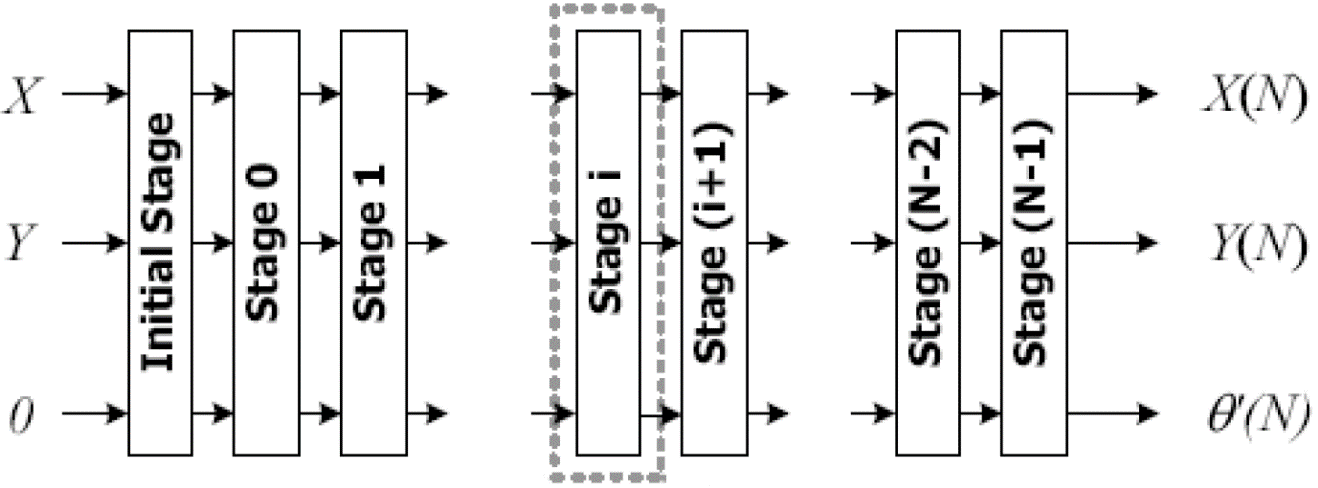 X
Y
0
Initial Stage
Stage 0
Stage 1
Stage i
Stage (i+1)
Stage (N-2)
Stage (N-1)
X(N)
Y(N)
θ'(N)